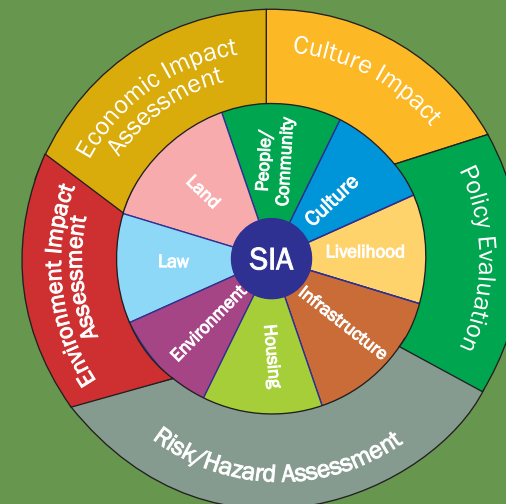 Economic Impact
Assessment
Culture Impact
Policy Evaluation
Risk/Hazard Assessment
Environment Impact
Assessment
People/
Community
Culture
Livelihood
Infrastructure
Housing
Environment
Law
Land
SIA